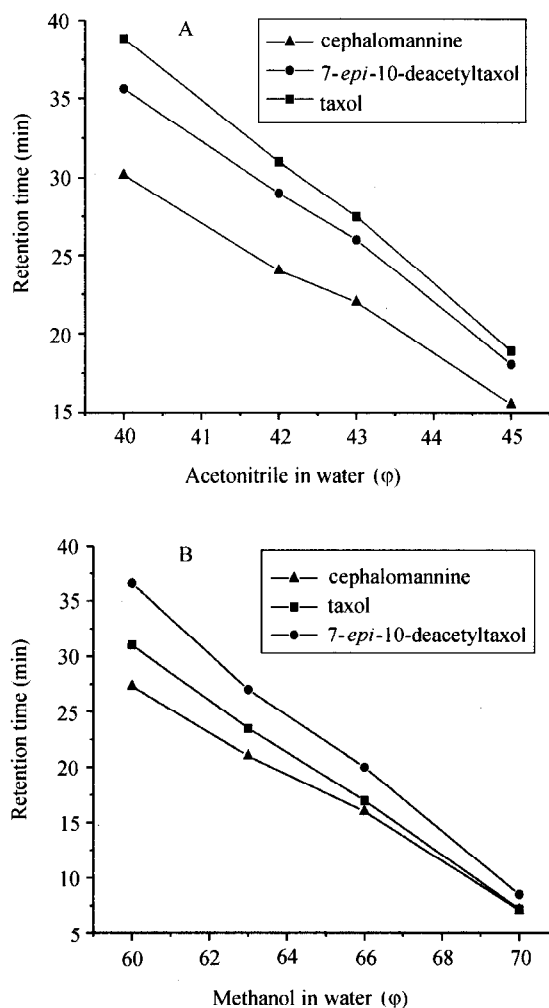 A
cephalomannine
7-epi-10-deacetyltaxol
taxol
Retention time (min)
40
35
30
25
20
15
40 41 42 43 44 45
Acetonitrile in water (φ)
B
cephalomannine
taxol
7-epi-10-deacetyltaxol
Retention time (min)
40
35
30
25
20
15
10
5
60 62 64 66 68 70
Methanol in water (φ)